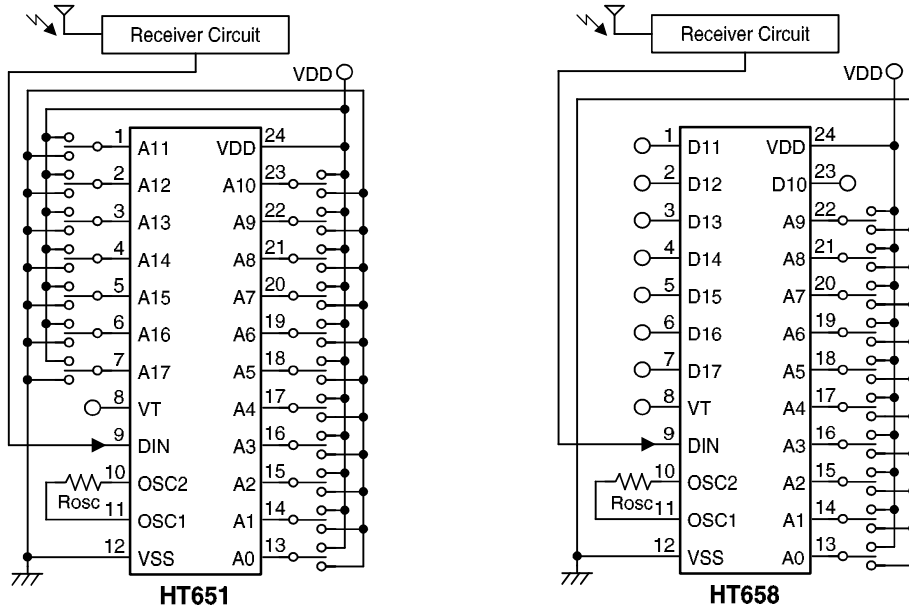 Receiver Circuit
VDD
1 A11 VDD 24
2 A12 A10 23
3 A13 A9 22
4 A14 A8 21
5 A15 A7 20
6 A16 A6 19
7 A17 A5 18
8 VT A4 17
9 DIN A3 16
Rosc 10 OSC2 A2 15
11 OSC1 A1 14
12 VSS A0 13
HT651
Receiver Circuit
VDD
1 D11 VDD 24
2 D12 D10 23
3 D13 A9 22
4 D14 A8 21
5 D15 A7 20
6 D16 A6 19
7 D17 A5 18
8 VT A4 17
9 DIN A3 16
Rosc 10 OSC2 A2 15
11 OSC1 A1 14
12 VSS A0 13
HT658